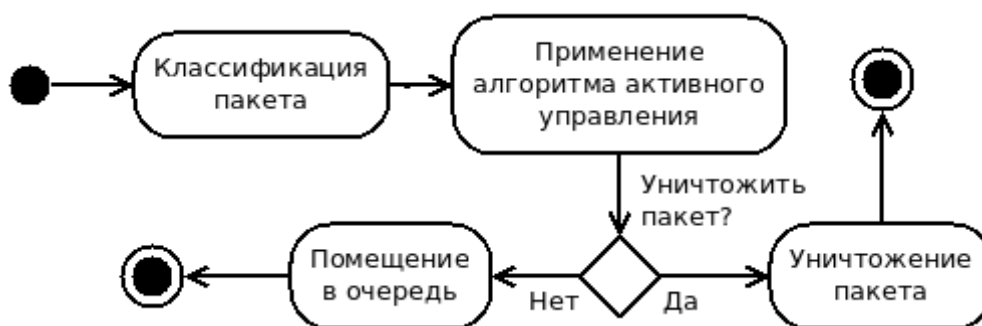 Классификация
пакета
Применение
алгоритма активного
управления
Уничтожить
пакет?
Помещение
в очередь
Нет
Да
Уничтожение
пакета